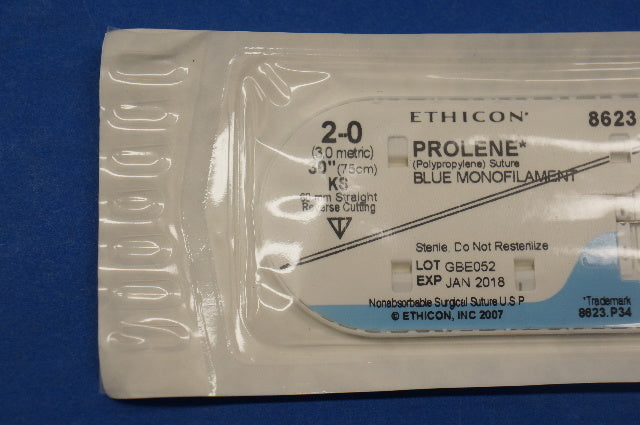 ETHICON*
8623
2-0
(3.0 metric)
30" (75cm)
KS
60 mm Straight
Reverse Cutting
PROLENE*
(Polypropylene) Suture
BLUE MONOFILAMENT
Sterile. Do Not Resterilize
LOT GBE052
EXP JAN 2018
Nonabsorbable Surgical Suture U.S.P.
© ETHICON, INC 2007
*Trademark
8623.P34